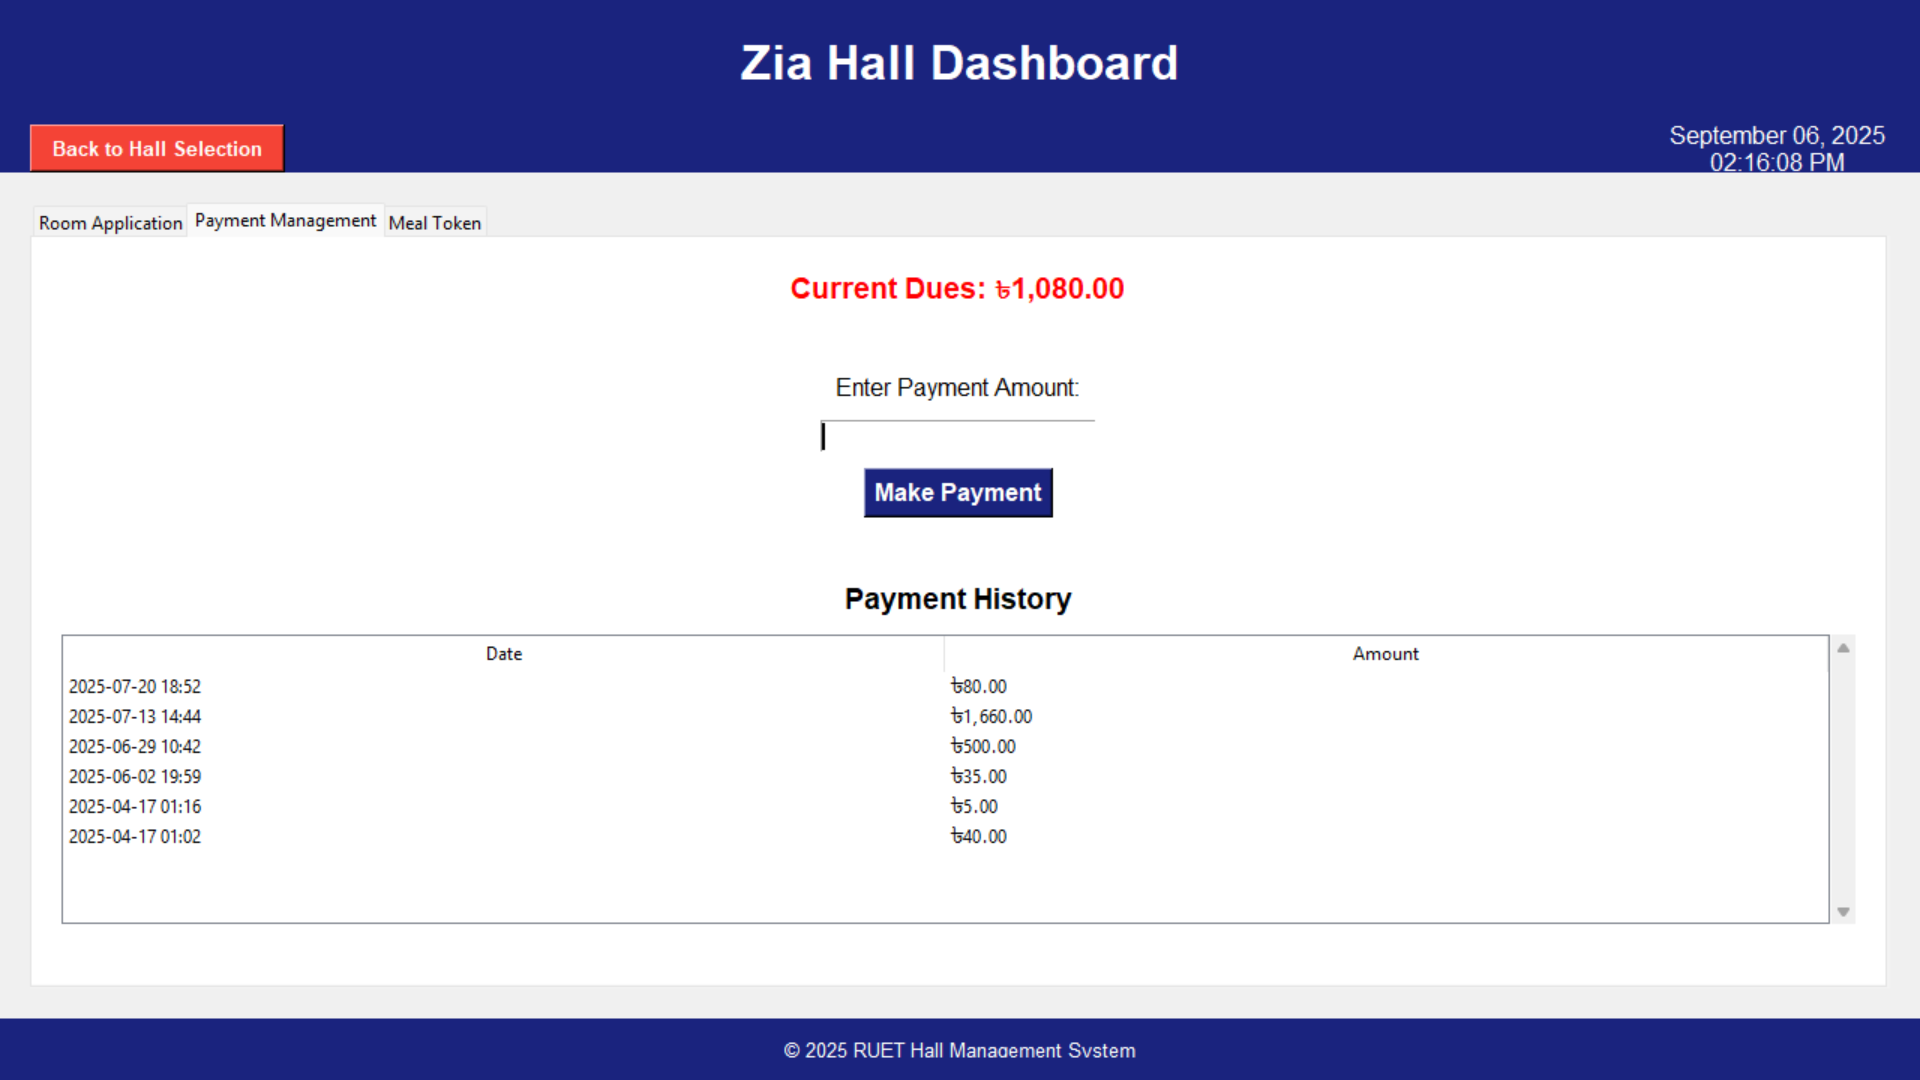 Zia Hall Dashboard
Back to Hall Selection
September 06, 2025
02:16:08 PM
Room Application Payment Management Meal Token
Current Dues: ৳1,080.00
Enter Payment Amount:
Make Payment
Payment History
Date Amount
2025-07-20 18:52 ৳80.00
2025-07-13 14:44 ৳1,660.00
2025-06-29 10:42 ৳500.00
2025-06-02 19:59 ৳35.00
2025-04-17 01:16 ৳5.00
2025-04-17 01:02 ৳40.00
© 2025 RUET Hall Management System